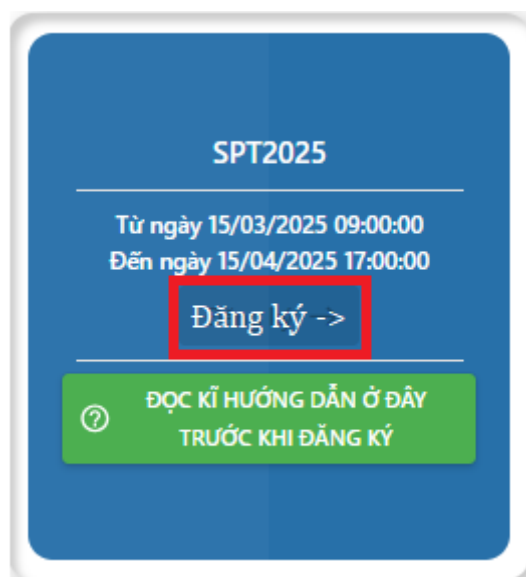 SPT2025
Từ ngày 15/03/2025 09:00:00
Đến ngày 15/04/2025 17:00:00
Đăng ký ->
ĐỌC KĨ HƯỚNG DẪN Ở ĐÂY
TRƯỚC KHI ĐĂNG KÝ